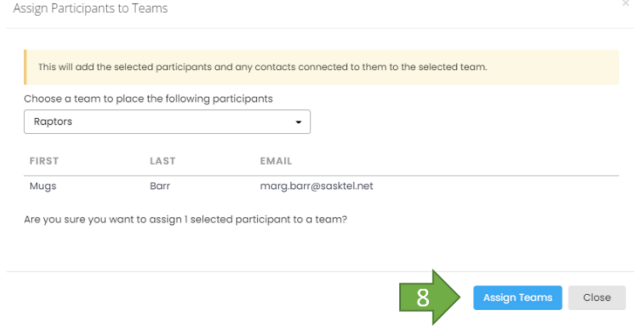 Assign Participants to Teams
×
This will add the selected participants and any contacts connected to them to the selected team.
Choose a team to place the following participants
Raptors
FIRST LAST EMAIL
Mugs Barr marg.barr@sasktel.net
Are you sure you want to assign 1 selected participant to a team?
8 Assign Teams Close